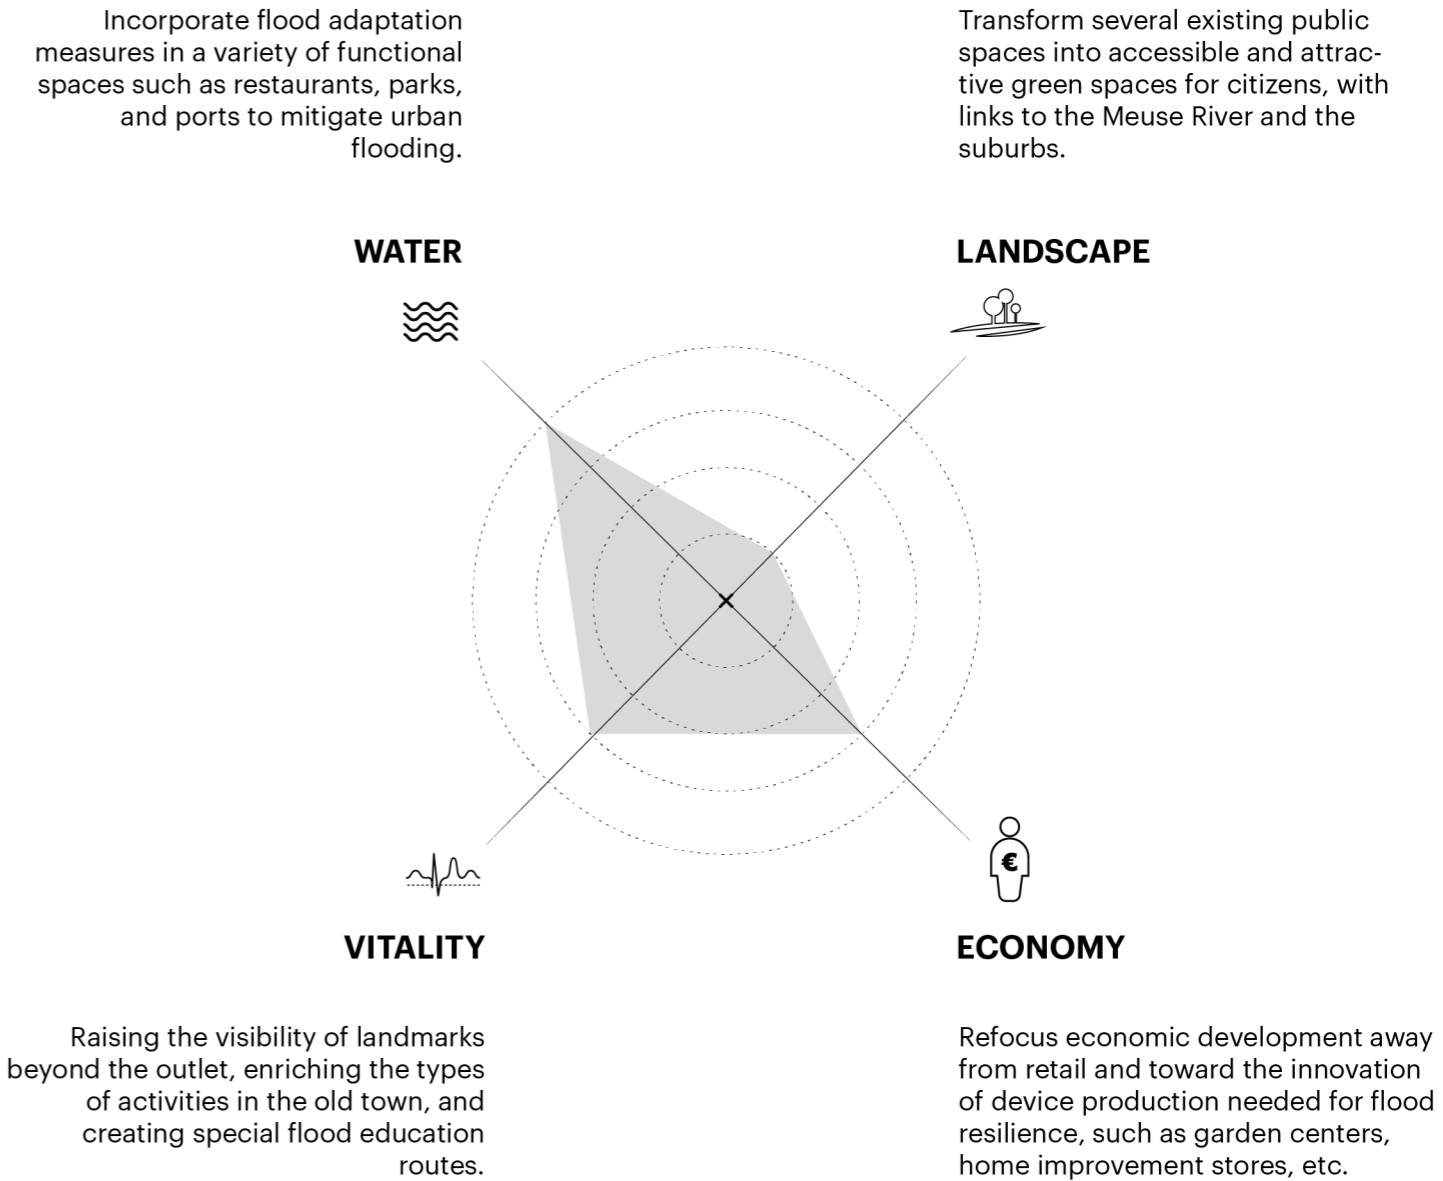 Incorporate flood adaptation
measures in a variety of functional
spaces such as restaurants, parks,
and ports to mitigate urban
flooding.
Transform several existing public
spaces into accessible and attrac-
tive green spaces for citizens, with
links to the Meuse River and the
suburbs.
WATER
LANDSCAPE
€
VITALITY
ECONOMY
Raising the visibility of landmarks
beyond the outlet, enriching the types
of activities in the old town, and
creating special flood education
routes.
Refocus economic development away
from retail and toward the innovation
of device production needed for flood
resilience, such as garden centers,
home improvement stores, etc.